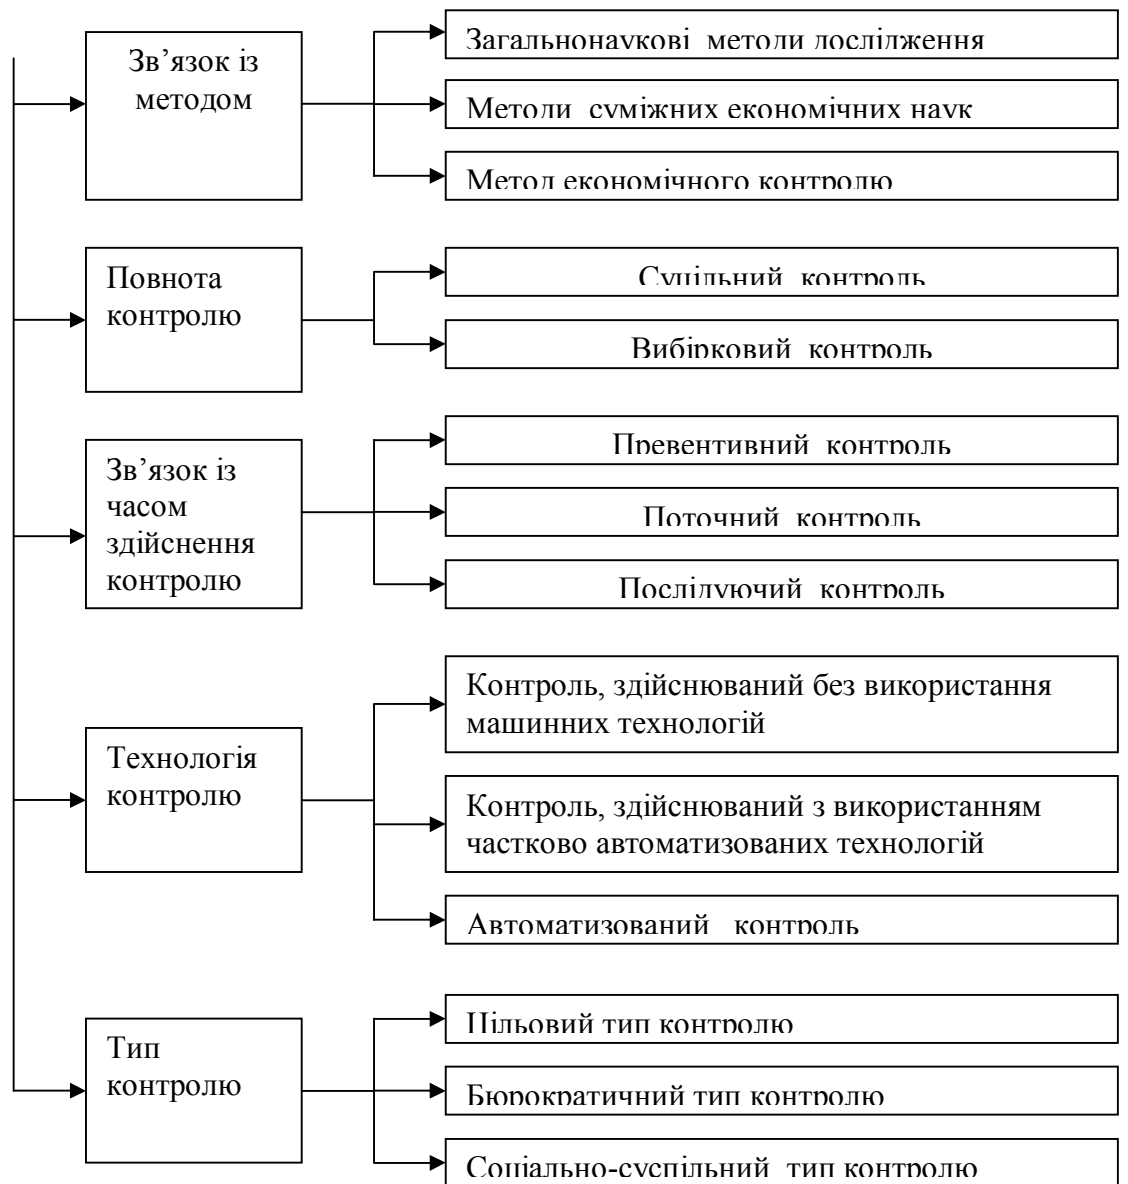 Зв’язок із
методом
Загальнонаукові методи дослідження
Методи суміжних економічних наук
Метод економічного контролю
Повнота
контролю
Суцільний контроль
Вибірковий контроль
Зв’язок із
часом
здійснення
контролю
Превентивний контроль
Поточний контроль
Послідуючий контроль
Технологія
контролю
Контроль, здійснюваний без використання
машинних технологій
Контроль, здійснюваний з використанням
частково автоматизованих технологій
Автоматизований контроль
Тип
контролю
Цільовий тип контролю
Бюрократичний тип контролю
Соціально-суспільний тип контролю